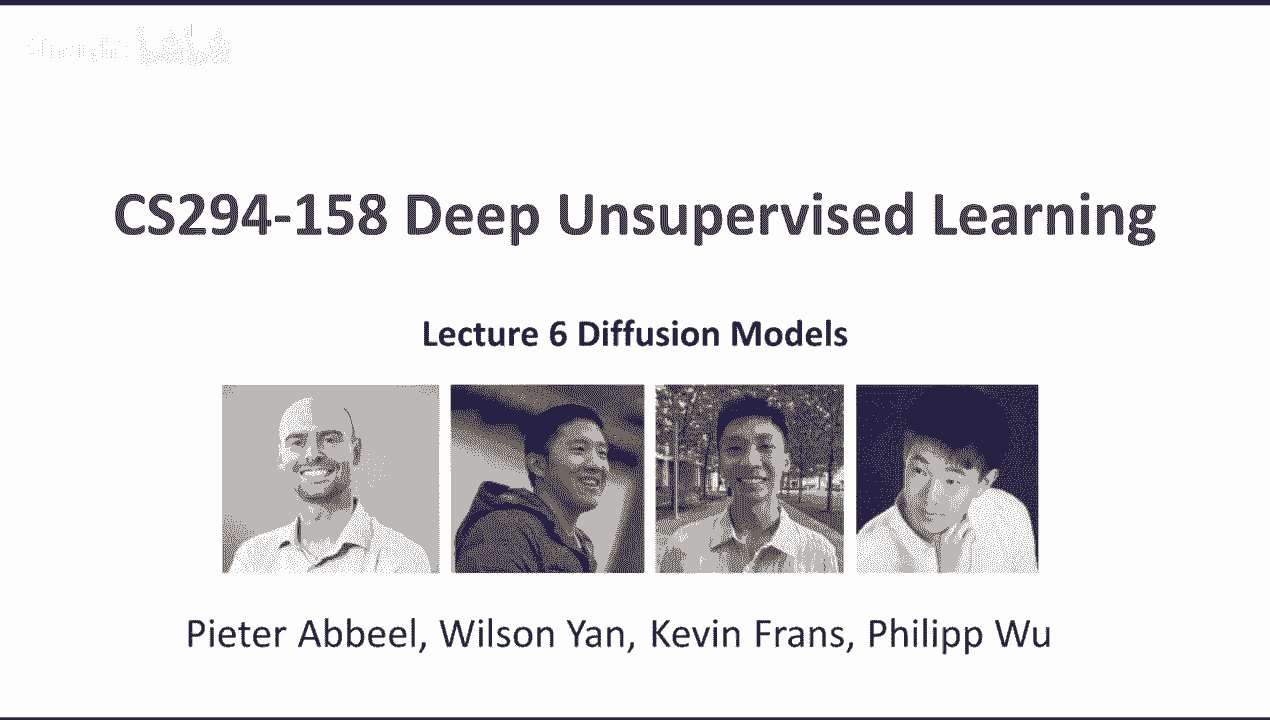 CS294-158 Deep Unsupervised Learning
Lecture 6 Diffusion Models
Pieter Abbeel, Wilson Yan, Kevin Frans, Philipp Wu